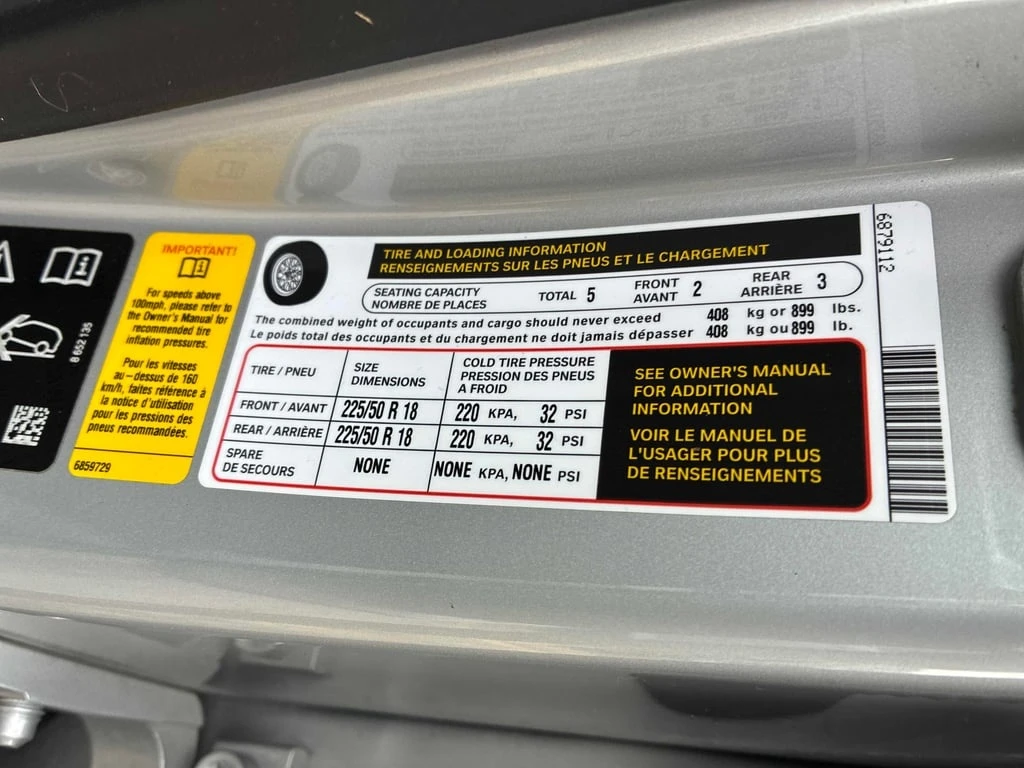 8 652 135
IMPORTANT!
For speeds above
100mph, please refer to
the Owner's Manual for
recommended tire
inflation pressures.
Pour les vitesses
au-dessus de 160
km/h, faites référence à
la notice d'utilisation
pour les pressions des
pneus recommandées.
6859729
TIRE AND LOADING INFORMATION
RENSEIGNEMENTS SUR LES PNEUS ET LE CHARGEMENT
SEATING CAPACITY
NOMBRE DE PLACES
TOTAL 5
FRONT
AVANT 2
REAR
ARRIÈRE 3
The combined weight of occupants and cargo should never exceed 408 kg or 899 lbs.
Le poids total des occupants et du chargement ne doit jamais dépasser 408 kg ou 899 lb.
TIRE / PNEU
SIZE
DIMENSIONS
COLD TIRE PRESSURE
PRESSION DES PNEUS
A FROID
FRONT / AVANT 225/50 R 18 220 KPA, 32 PSI
REAR / ARRIÈRE 225/50 R 18 220 KPA, 32 PSI
SPARE
DE SECOURS
NONE NONE KPA, NONE PSI
SEE OWNER'S MANUAL
FOR ADDITIONAL
INFORMATION
VOIR LE MANUEL DE
L'USAGER POUR PLUS
DE RENSEIGNEMENTS
6879112